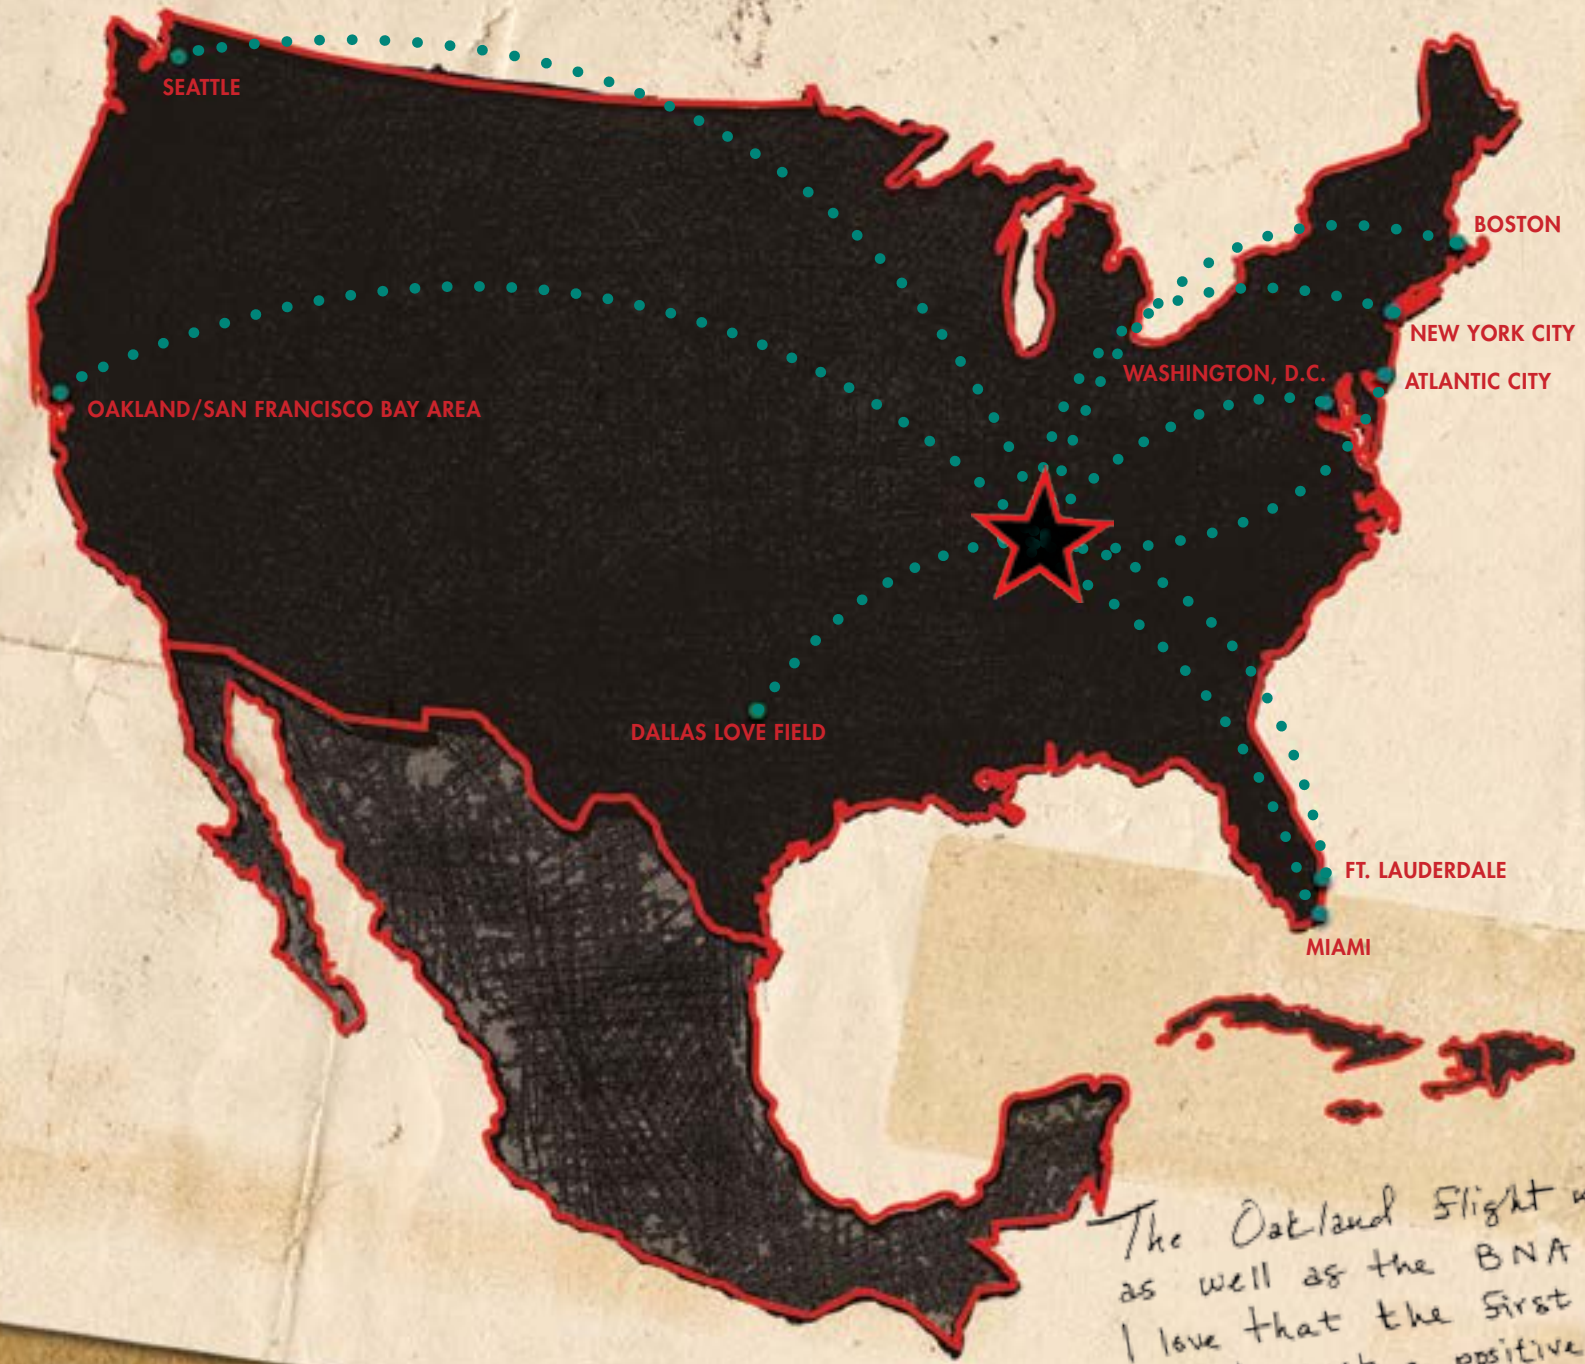 SEATTLE
BOSTON
NEW YORK CITY
WASHINGTON, D.C.
ATLANTIC CITY
OAKLAND/SAN FRANCISCO BAY AREA
DALLAS LOVE FIELD
FT. LAUDERDALE
MIAMI
The Oakland flight
as well as the BNA
I love that the first
positive